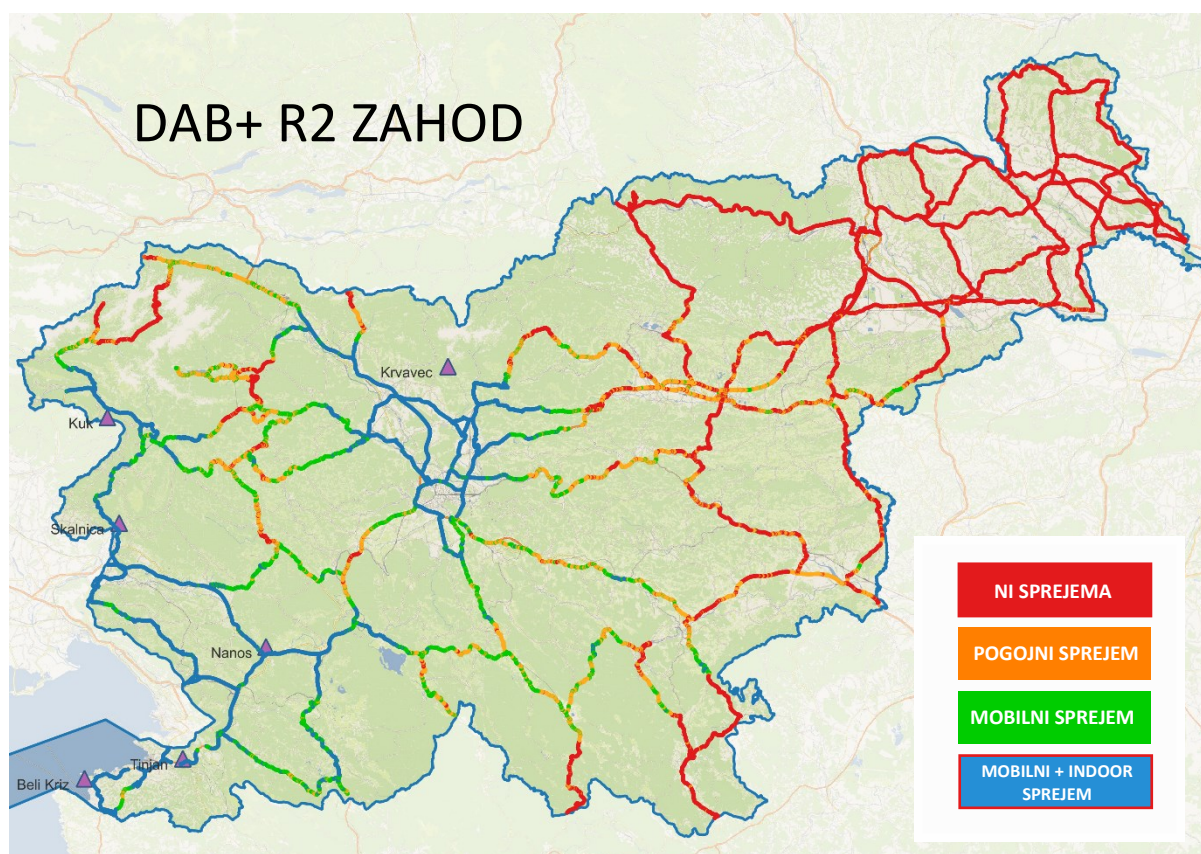 DAB+ R2 ZAHOD
Krvavec
Kuk
Skalnica
Nanos
Tinjan
Beli Kriz
NI SPREJEMA
POGOJNI SPREJEM
MOBILNI SPREJEM
MOBILNI + INDOOR
SPREJEM